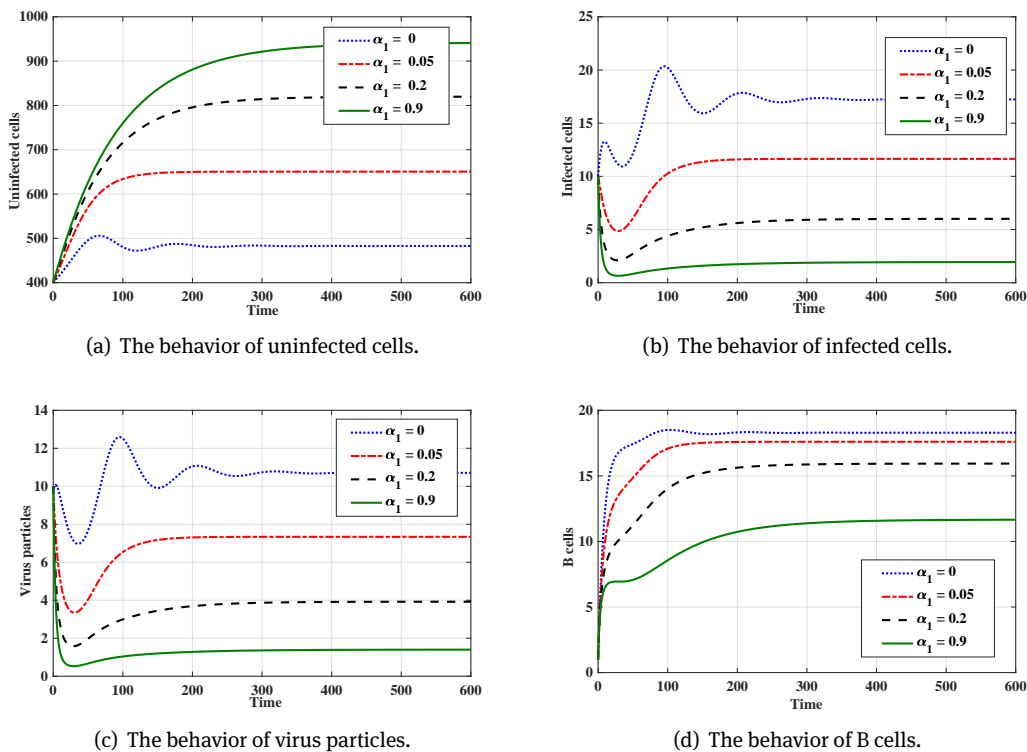 1000
900
800
700
600
500
400
Uninfected cells
α1 = 0
α1 = 0.05
α1 = 0.2
α1 = 0.9
0 100 200 300 400 500 600
Time
(a) The behavior of uninfected cells.
25
20
15
10
5
0
Infected cells
α1 = 0
α1 = 0.05
α1 = 0.2
α1 = 0.9
0 100 200 300 400 500 600
Time
(b) The behavior of infected cells.
14
12
10
8
6
4
2
0
Virus particles
α1 = 0
α1 = 0.05
α1 = 0.2
α1 = 0.9
0 100 200 300 400 500 600
Time
(c) The behavior of virus particles.
20
15
10
5
0
B cells
α1 = 0
α1 = 0.05
α1 = 0.2
α1 = 0.9
0 100 200 300 400 500 600
Time
(d) The behavior of B cells.